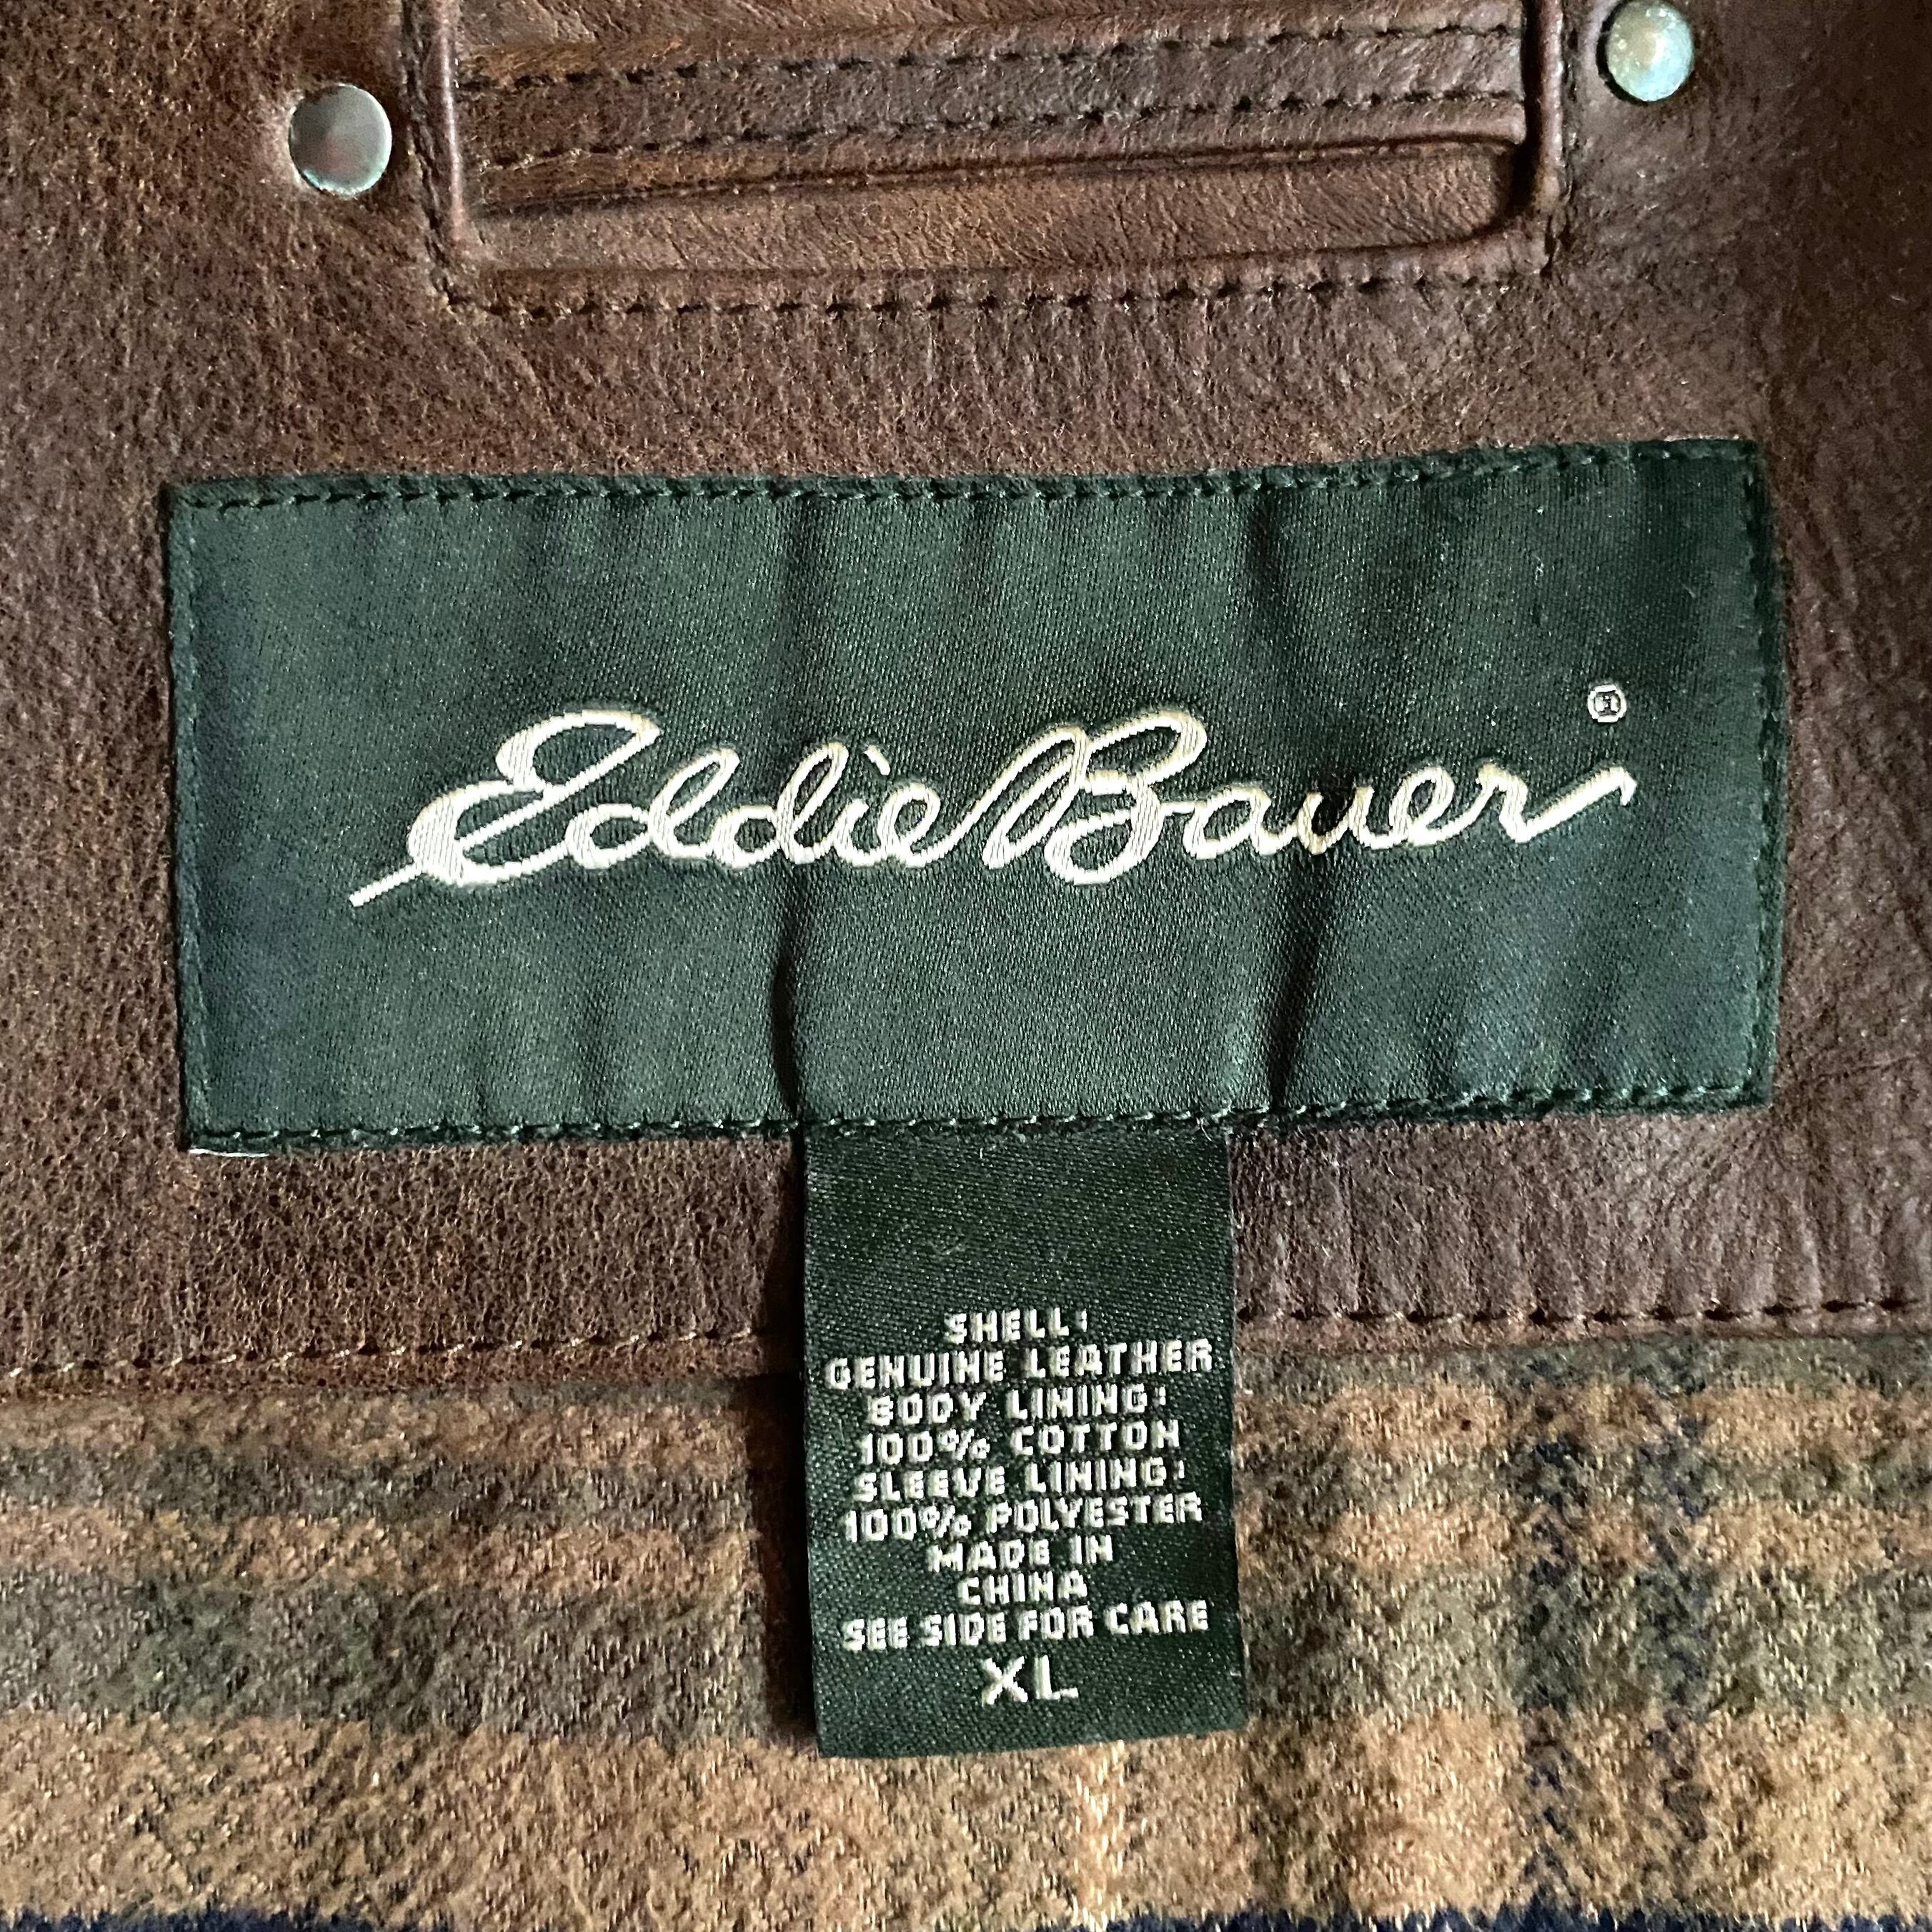 Eddie Bauer®
SHELL:
GENUINE LEATHER
BODY LINING:
100% COTTON
SLEEVE LINING:
100% POLYESTER
MADE IN
CHINA
SEE SIDE FOR CARE
XL